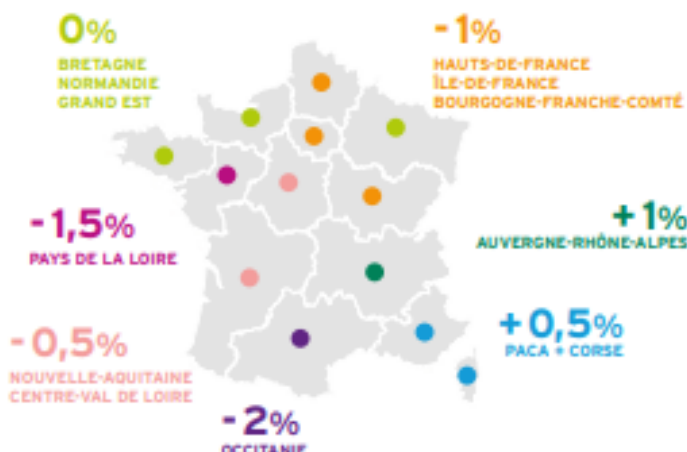 0%
BRETAGNE
NORMANDIE
GRAND EST
- 1%
HAUTS-DE-FRANCE
ÎLE-DE-FRANCE
BOURGOGNE-FRANCHE-COMTÉ
- 1,5%
PAYS DE LA LOIRE
+ 1%
AUVERGNE-RHÔNE-ALPES
- 0,5%
NOUVELLE-AQUITAINE
CENTRE-VAL DE LOIRE
+ 0,5%
PACA + CORSE
- 2%
OCCITANIE